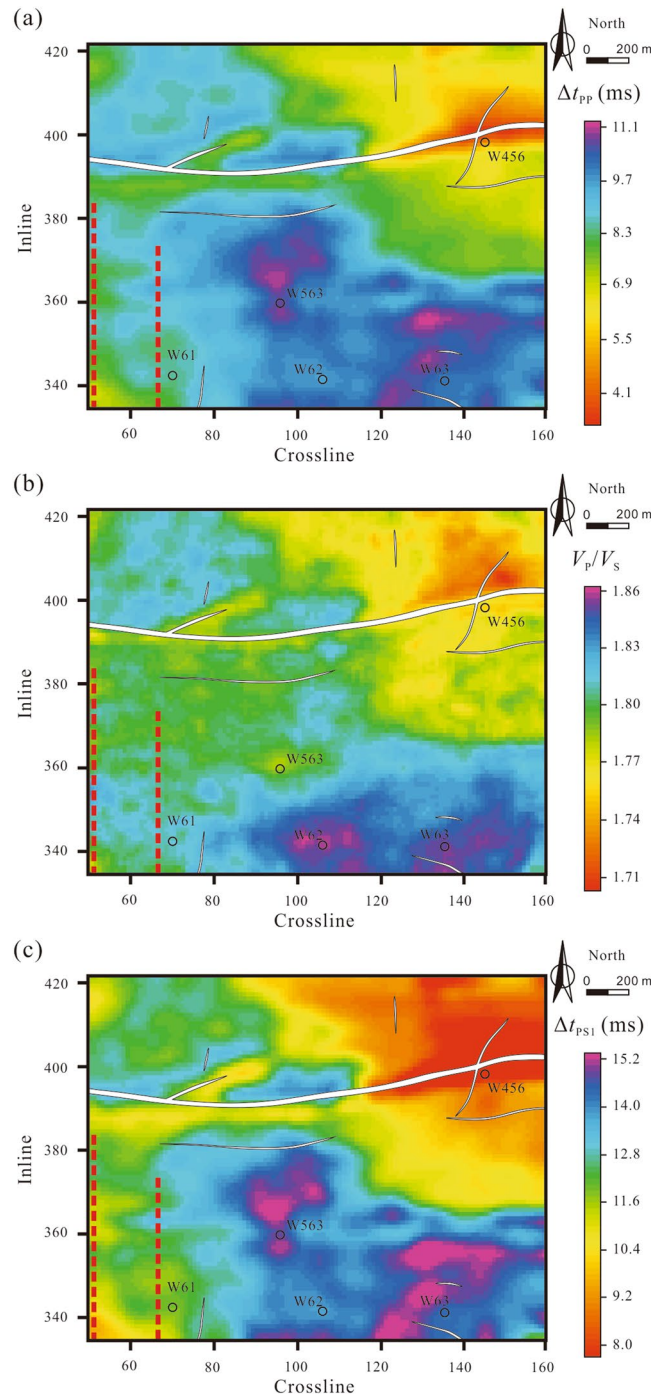 (a)
North
0 200 m
Δt_PP (ms)
11.1
9.7
8.3
6.9
5.5
4.1
420
400
380
360
340
Inline
W456
W563
W61
W62
W63
60 80 100 120 140 160
Crossline
(b)
North
0 200 m
V_P/V_S
1.86
1.83
1.80
1.77
1.74
1.71
420
400
380
360
340
Inline
W456
W563
W61
W62
W63
60 80 100 120 140 160
Crossline
(c)
North
0 200 m
Δt_PS1 (ms)
15.2
14.0
12.8
11.6
10.4
9.2
8.0
420
400
380
360
340
Inline
W456
W563
W61
W62
W63
60 80 100 120 140 160
Crossline